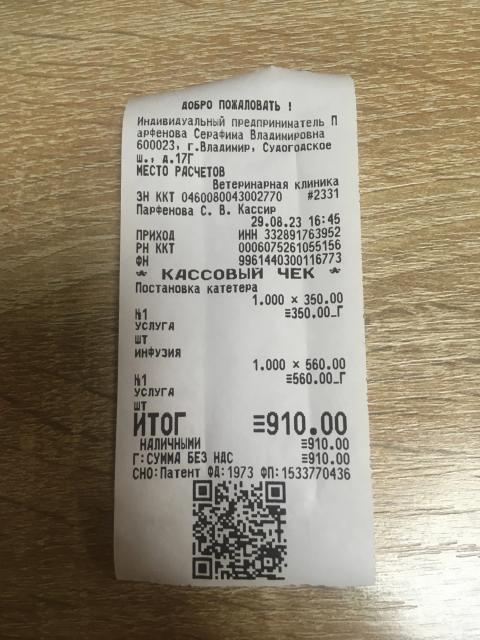 ДОБРО ПОЖАЛОВАТЬ !
Индивидуальный предприниматель П
арфенова Серафима Владимировна
600023, г.Владимир, Судогодское
ш., д.17Г
МЕСТО РАСЧЕТОВ
Ветеринарная клиника
ЗН ККТ 0460080043002770 #2331
Парфенова С. В. Кассир
29.08.23 16:45
ПРИХОД ИНН 332891763952
РН ККТ 0006075261055156
ФН 9961440300116773
* КАССОВЫЙ ЧЕК *
Постановка катетера
1.000 × 350.00
№1 ≡350.00_Г
УСЛУГА
ШТ
ИНФУЗИЯ
1.000 × 560.00
№1 ≡560.00_Г
УСЛУГА
ШТ
ИТОГ ≡910.00
НАЛИЧНЫМИ ≡910.00
Г:СУММА БЕЗ НДС ≡910.00
СНО:Патент ФД:1973 ФП:1533770436